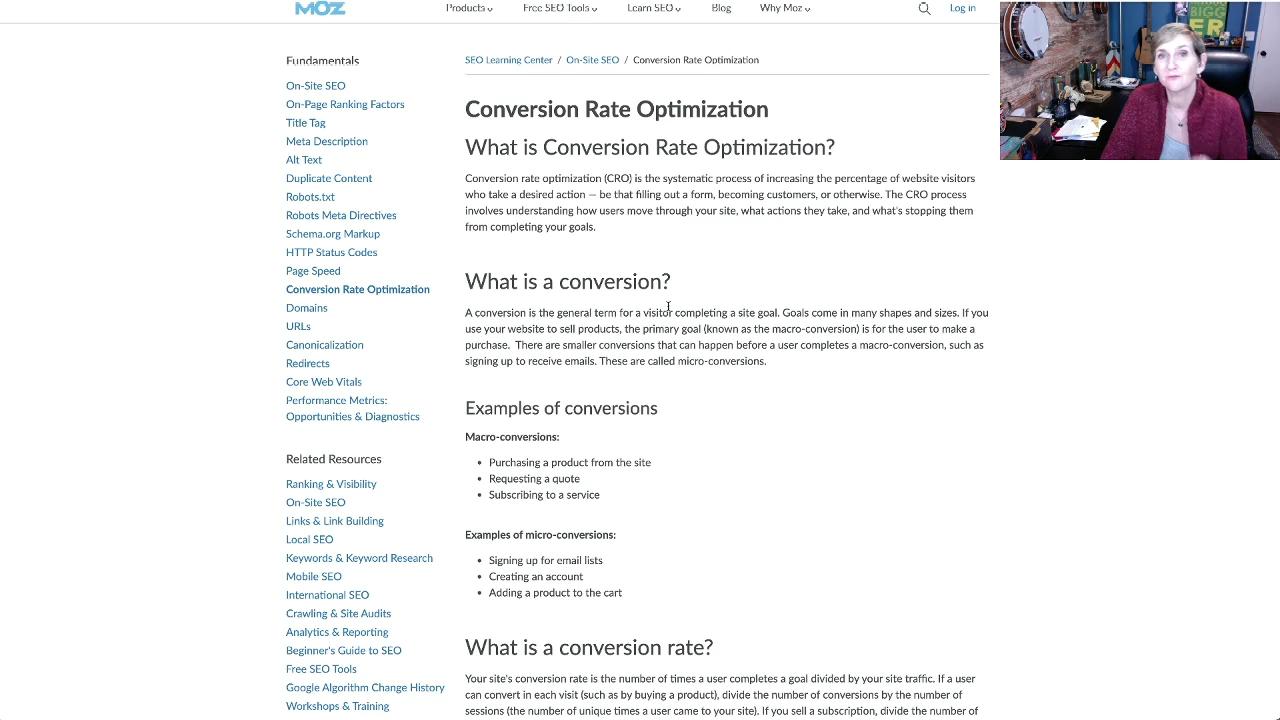 MOZ
Products
Free SEO Tools
Learn SEO
Blog
Why Moz
Log in
Fundamentals
On-Site SEO
On-Page Ranking Factors
Title Tag
Meta Description
Alt Text
Duplicate Content
Robots.txt
Robots Meta Directives
Schema.org Markup
HTTP Status Codes
Page Speed
Conversion Rate Optimization
Domains
URLs
Canonicalization
Redirects
Core Web Vitals
Performance Metrics:
Opportunities & Diagnostics
Related Resources
Ranking & Visibility
On-Site SEO
Links & Link Building
Local SEO
Keywords & Keyword Research
Mobile SEO
International SEO
Crawling & Site Audits
Analytics & Reporting
Beginner's Guide to SEO
Free SEO Tools
Google Algorithm Change History
Workshops & Training
SEO Learning Center / On-Site SEO / Conversion Rate Optimization
Conversion Rate Optimization
What is Conversion Rate Optimization?
Conversion rate optimization (CRO) is the systematic process of increasing the percentage of website visitors
who take a desired action — be that filling out a form, becoming customers, or otherwise. The CRO process
involves understanding how users move through your site, what actions they take, and what's stopping them
from completing your goals.
What is a conversion?
A conversion is the general term for a visitor completing a site goal. Goals come in many shapes and sizes. If you
use your website to sell products, the primary goal (known as the macro-conversion) is for the user to make a
purchase. There are smaller conversions that can happen before a user completes a macro-conversion, such as
signing up to receive emails. These are called micro-conversions.
Examples of conversions
Macro-conversions:
• Purchasing a product from the site
• Requesting a quote
• Subscribing to a service
Examples of micro-conversions:
• Signing up for email lists
• Creating an account
• Adding a product to the cart
What is a conversion rate?
Your site's conversion rate is the number of times a user completes a goal divided by your site traffic. If a user
can convert in each visit (such as by buying a product), divide the number of conversions by the number of
sessions (the number of unique times a user came to your site). If you sell a subscription, divide the number of
BIGG
ER